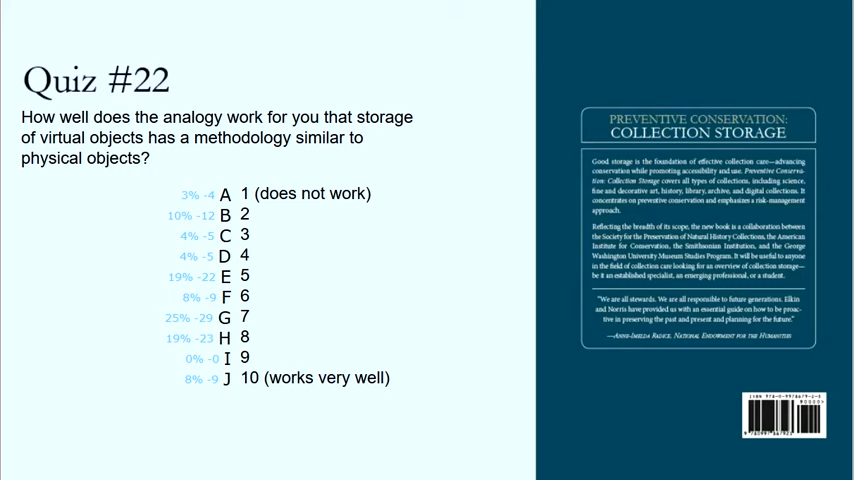 Quiz #22
How well does the analogy work for you that storage
of virtual objects has a methodology similar to
physical objects?
3% -4 A 1 (does not work)
10% -12 B 2
4% -5 C 3
4% -5 D 4
19% -22 E 5
8% -9 F 6
25% -29 G 7
19% -23 H 8
0% -0 I 9
8% -9 J 10 (works very well)
PREVENTIVE CONSERVATION:
COLLECTION STORAGE
Good storage is the foundation of effective collection care—advancing
conservation while promoting accessibility and use. Preventive Conserva-
tion: Collection Storage covers all types of collections, including science,
fine and decorative art, history, library, archive, and digital collections. It
concentrates on preventive conservation and emphasizes a risk-management
approach.
Reflecting the breadth of its scope, the new book is a collaboration between
the Society for the Preservation of Natural History Collections, the American
Institute for Conservation, the Smithsonian Institution, and the George
Washington University Museum Studies Program. It will be useful to anyone
in the field of collection care looking for an overview of collection storage—
be it an established specialist, an emerging professional, or a student.
"We are all stewards. We are all responsible to future generations. Elkin
and Norris have provided us with an essential guide on how to be proac-
tive in preserving the past and present and planning for the future."
—Anne-Imelda Radice, National Endowment for the Humanities
90000>